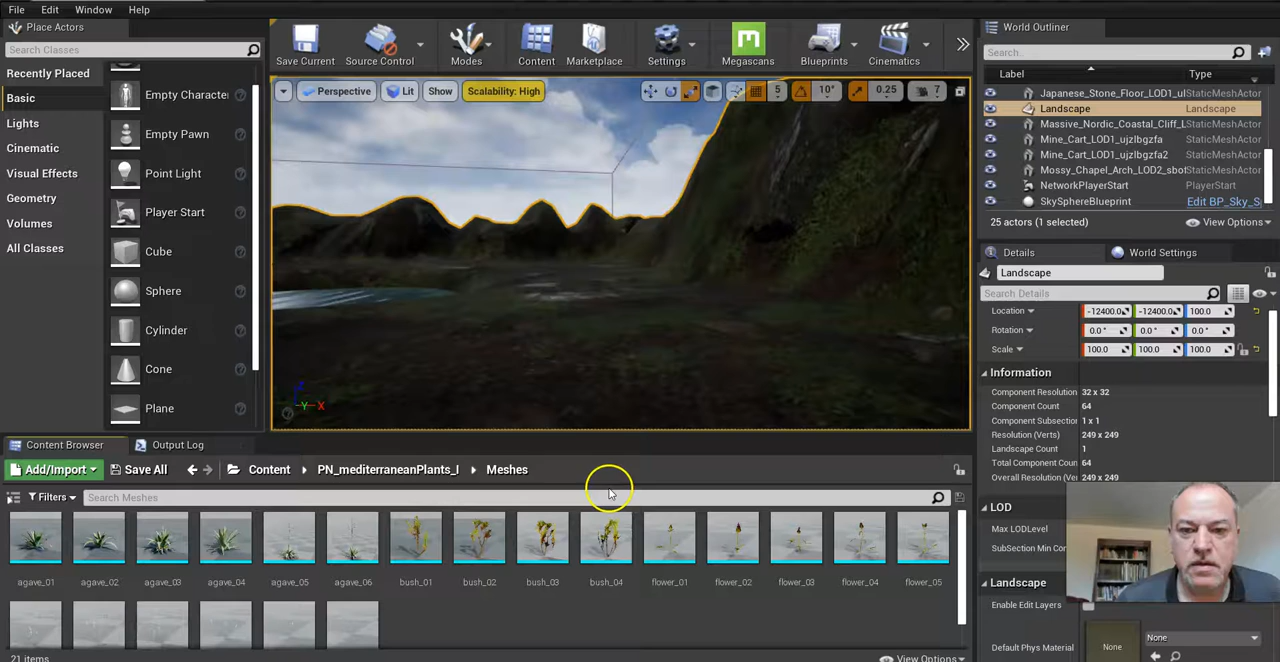 File Edit Window Help
Place Actors
Search Classes
Recently Placed
Basic
Lights
Cinematic
Visual Effects
Geometry
Volumes
All Classes
Empty Characte
Empty Pawn
Point Light
Player Start
Cube
Sphere
Cylinder
Cone
Plane
Save Current
Source Control
Modes
Content
Marketplace
Settings
Megascans
Blueprints
Cinematics
Perspective
Lit
Show
Scalability: High
5
10°
0.25
7
Z
Y X
World Outliner
Search...
Label Type
Japanese_Stone_Floor_LOD1_ul StaticMeshActor
Landscape Landscape
Massive_Nordic_Coastal_Cliff_L StaticMeshActor
Mine_Cart_LOD1_ujzlbgzfa StaticMeshActor
Mine_Cart_LOD1_ujzlbgzfa2 StaticMeshActor
Mossy_Chapel_Arch_LOD2_sbot StaticMeshActor
NetworkPlayerStart PlayerStart
SkySphereBlueprint Edit BP_Sky_S
25 actors (1 selected) View Options
Details World Settings
Landscape
Search Details
Location -12400.0 -12400.0 100.0
Rotation 0.0° 0.0° 0.0°
Scale 100.0 100.0 100.0
Information
Component Resolution 32 x 32
Component Count 64
Component Subsection 1 x 1
Resolution (Verts) 249 x 249
Landscape Count 1
Total Component Coun 64
Overall Resolution (Ve 249 x 249
LOD
Max LODLevel
SubSection Min Co
Landscape
Enable Edit Layers
Default Phys Material None None
Content Browser Output Log
Add/Import Save All Content PN_mediterraneanPlants_I Meshes
Filters Search Meshes
agave_01 agave_02 agave_03 agave_04 agave_05 agave_06 bush_01 bush_02 bush_03 bush_04 flower_01 flower_02 flower_03 flower_04 flower_05
21 items View Options